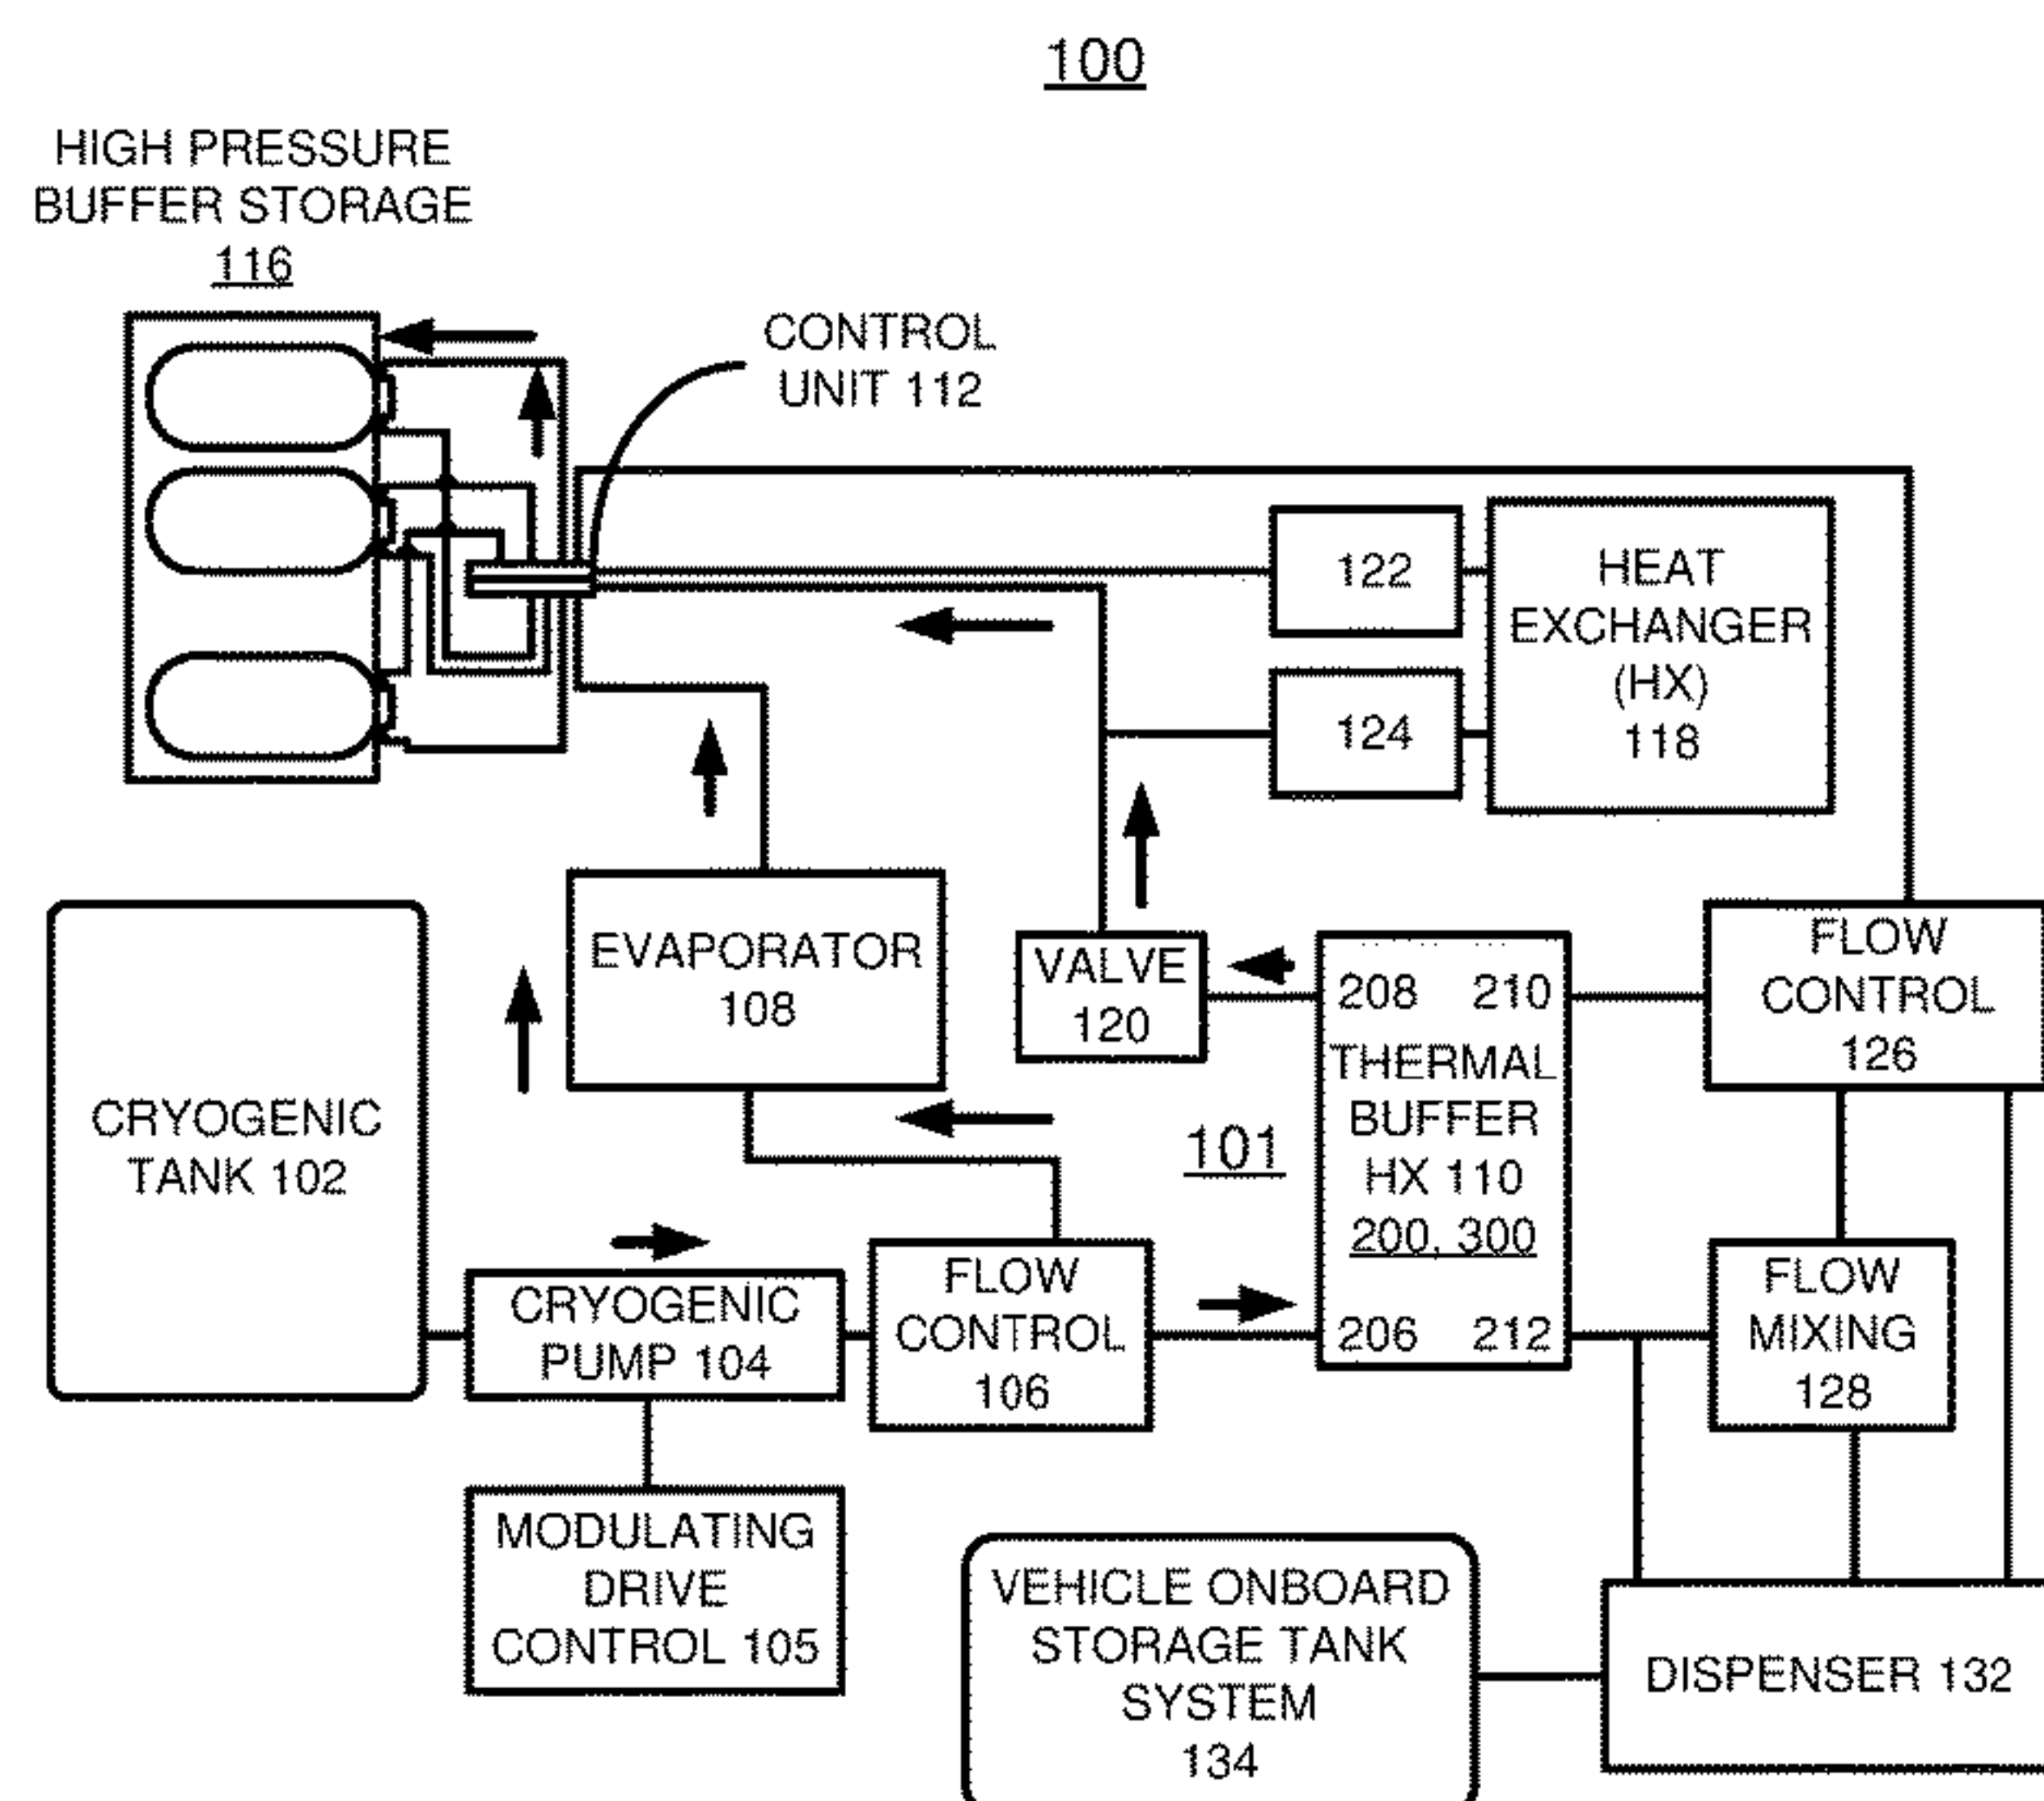 100
HIGH PRESSURE
BUFFER STORAGE
116
CONTROL
UNIT 112
122
124
HEAT
EXCHANGER
(HX)
118
CRYOGENIC
TANK 102
EVAPORATOR
108
VALVE
120
101
208 210
THERMAL
BUFFER
HX 110
200, 300
206 212
FLOW
CONTROL
126
CRYOGENIC
PUMP 104
FLOW
CONTROL
106
FLOW
MIXING
128
MODULATING
DRIVE
CONTROL 105
VEHICLE ONBOARD
STORAGE TANK
SYSTEM
134
DISPENSER 132